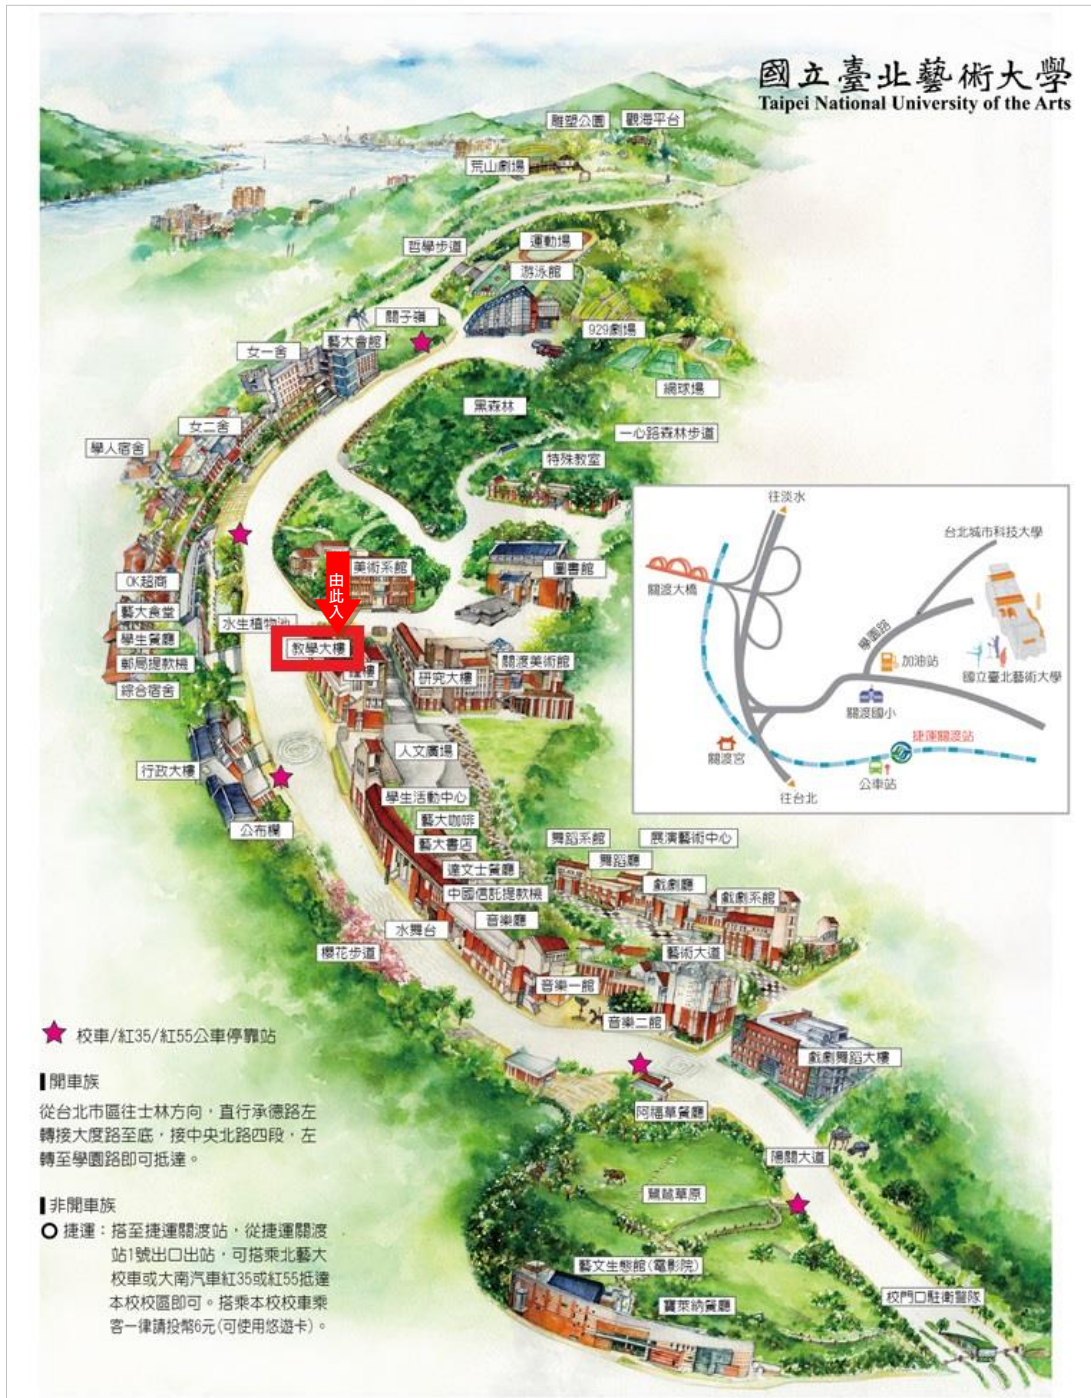 國立臺北藝術大學
Taipei National University of the Arts
雕塑公園
觀海平台
荒山劇場
哲學步道
運動場
游泳館
關子嶺
929劇場
藝大會館
女一舍
網球場
黑森林
女二舍
一心路森林步道
學人宿舍
特殊教室
往淡水
台北城市科技大學
關渡大橋
學園路
加油站
國立臺北藝術大學
關渡國小
捷運關渡站
關渡宮
公車站
往台北
美術系館
圖書館
由此入
OK超商
藝大食堂
水生植物池
學生餐廳
教學大樓
郵局提款機
鐘樓
研究大樓
關渡美術館
綜合宿舍
人文廣場
行政大樓
學生活動中心
藝大咖啡
公布欄
藝大書店
舞蹈系館
展演藝術中心
舞蹈廳
達文士餐廳
戲劇廳
中國信託提款機
戲劇系館
音樂廳
水舞台
櫻花步道
藝術大道
音樂一館
音樂二館
戲劇舞蹈大樓
阿福草餐廳
陽關大道
鷺鷥草原
藝文生態館(電影院)
寶萊納餐廳
校門口駐衛警隊
校車/紅35/紅55公車停靠站
開車族
從台北市區往士林方向，直行承德路左
轉接大度路至底，接中央北路四段，左
轉至學園路即可抵達。
非開車族
捷運：搭至捷運關渡站，從捷運關渡
站1號出口出站，可搭乘北藝大
校車或大南汽車紅35或紅55抵達
本校校區即可。搭乘本校校車乘
客一律請投幣6元(可使用悠遊卡)。